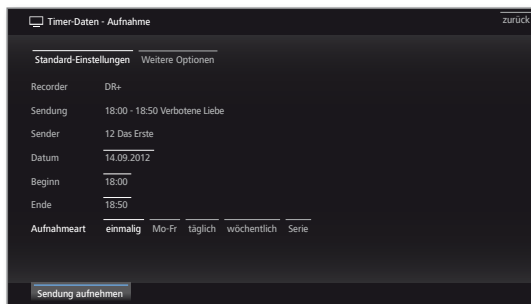 Timer-Daten - Aufnahme zurück
Standard-Einstellungen Weitere Optionen
Recorder DR+
Sendung 18:00 - 18:50 Verbotene Liebe
Sender 12 Das Erste
Datum 14.09.2012
Beginn 18:00
Ende 18:50
Aufnahmeart einmalig Mo-Fr täglich wöchentlich Serie
Sendung aufnehmen